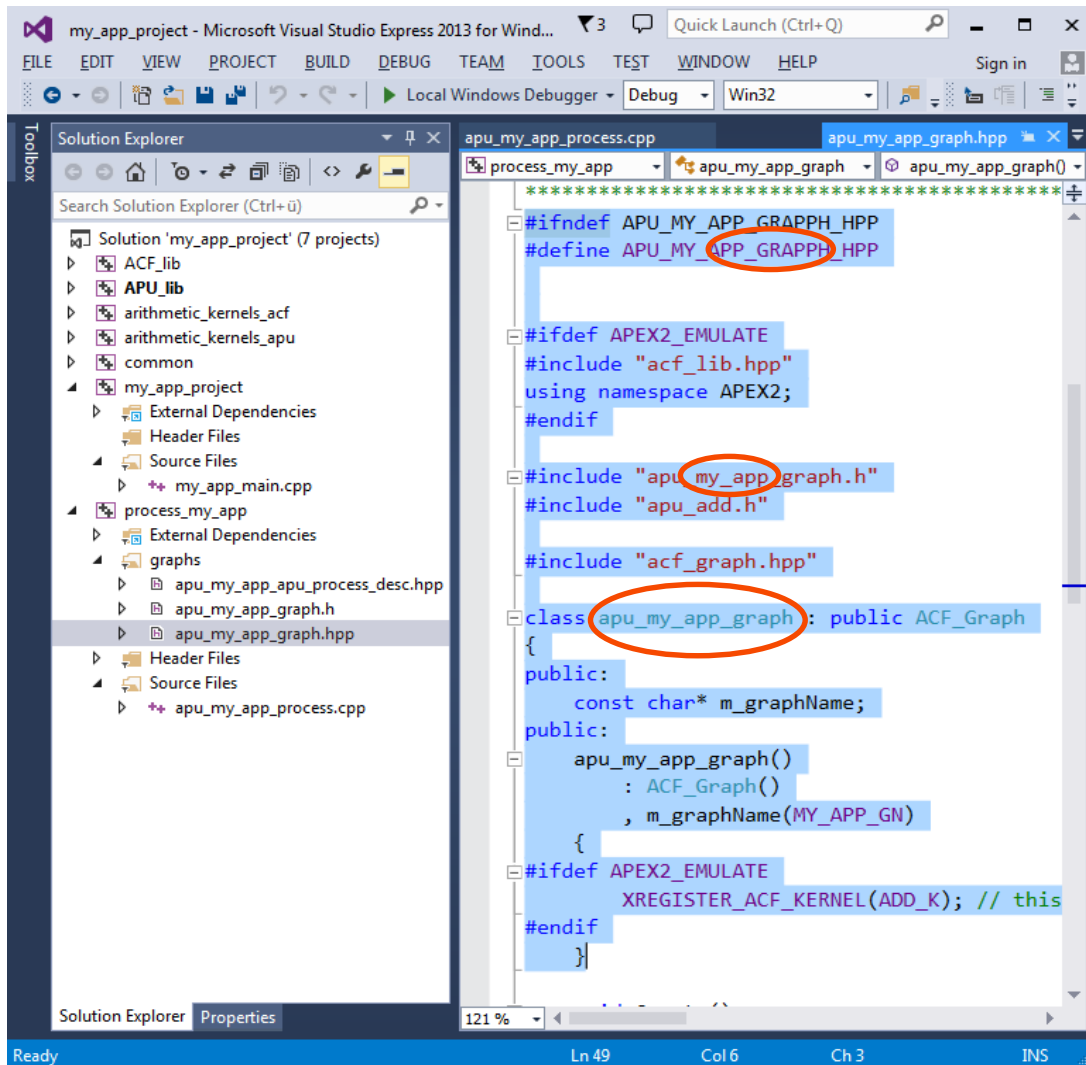 my_app_project - Microsoft Visual Studio Express 2013 for Wind... 3 Quick Launch (Ctrl+Q)
FILE EDIT VIEW PROJECT BUILD DEBUG TEAM TOOLS TEST WINDOW HELP Sign in
Local Windows Debugger Debug Win32
Toolbox
Solution Explorer
Search Solution Explorer (Ctrl+ü)
Solution 'my_app_project' (7 projects)
ACF_lib
APU_lib
arithmetic_kernels_acf
arithmetic_kernels_apu
common
my_app_project
External Dependencies
Header Files
Source Files
my_app_main.cpp
process_my_app
External Dependencies
graphs
apu_my_app_apu_process_desc.hpp
apu_my_app_graph.h
apu_my_app_graph.hpp
Header Files
Source Files
apu_my_app_process.cpp
Solution Explorer Properties
apu_my_app_process.cpp apu_my_app_graph.hpp
process_my_app apu_my_app_graph apu_my_app_graph()
********************************************
#ifndef APU_MY_APP_GRAPPH_HPP
#define APU_MY_APP_GRAPPH_HPP
#ifdef APEX2_EMULATE
#include "acf_lib.hpp"
using namespace APEX2;
#endif
#include "apu_my_app_graph.h"
#include "apu_add.h"
#include "acf_graph.hpp"
class apu_my_app_graph : public ACF_Graph
{
public:
const char* m_graphName;
public:
apu_my_app_graph()
: ACF_Graph()
, m_graphName(MY_APP_GN)
{
#ifdef APEX2_EMULATE
XREGISTER_ACF_KERNEL(ADD_K); // this
#endif
}
121 %
Ready Ln 49 Col 6 Ch 3 INS